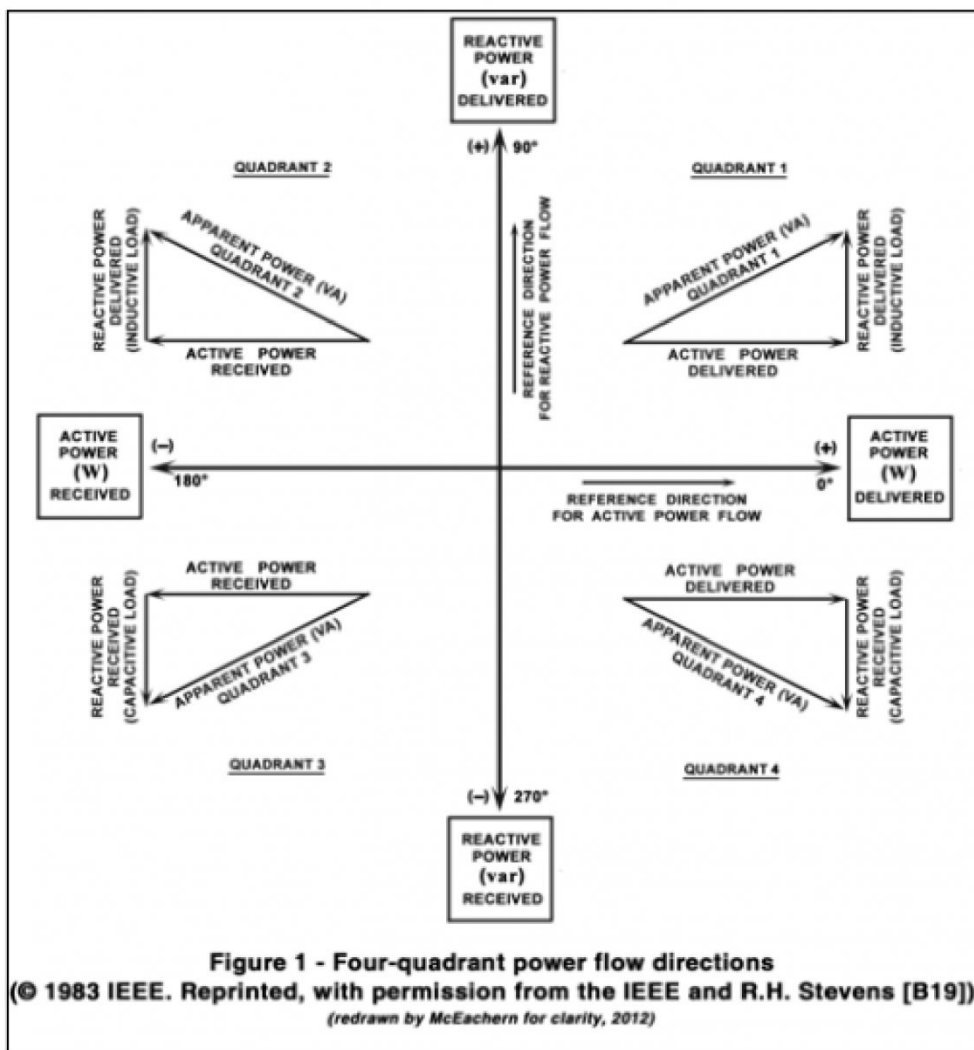 REACTIVE
POWER
(var)
DELIVERED
(+)
90°
QUADRANT 2
QUADRANT 1
REACTIVE POWER
DELIVERED
(INDUCTIVE LOAD)
APPARENT POWER (VA)
QUADRANT 2
ACTIVE POWER
RECEIVED
REFERENCE DIRECTION
FOR REACTIVE POWER FLOW
APPARENT POWER (VA)
QUADRANT 1
ACTIVE POWER
DELIVERED
REACTIVE POWER
DELIVERED
(INDUCTIVE LOAD)
ACTIVE
POWER
(W)
RECEIVED
(−)
180°
REFERENCE DIRECTION
FOR ACTIVE POWER FLOW
(+)
0°
ACTIVE
POWER
(W)
DELIVERED
REACTIVE POWER
RECEIVED
(CAPACITIVE LOAD)
ACTIVE POWER
RECEIVED
APPARENT POWER (VA)
QUADRANT 3
ACTIVE POWER
DELIVERED
APPARENT POWER (VA)
QUADRANT 4
REACTIVE POWER
RECEIVED
(CAPACITIVE LOAD)
QUADRANT 3
QUADRANT 4
(−)
270°
REACTIVE
POWER
(var)
RECEIVED
Figure 1 - Four-quadrant power flow directions
(© 1983 IEEE. Reprinted, with permission from the IEEE and R.H. Stevens [B19])
(redrawn by McEachern for clarity, 2012)